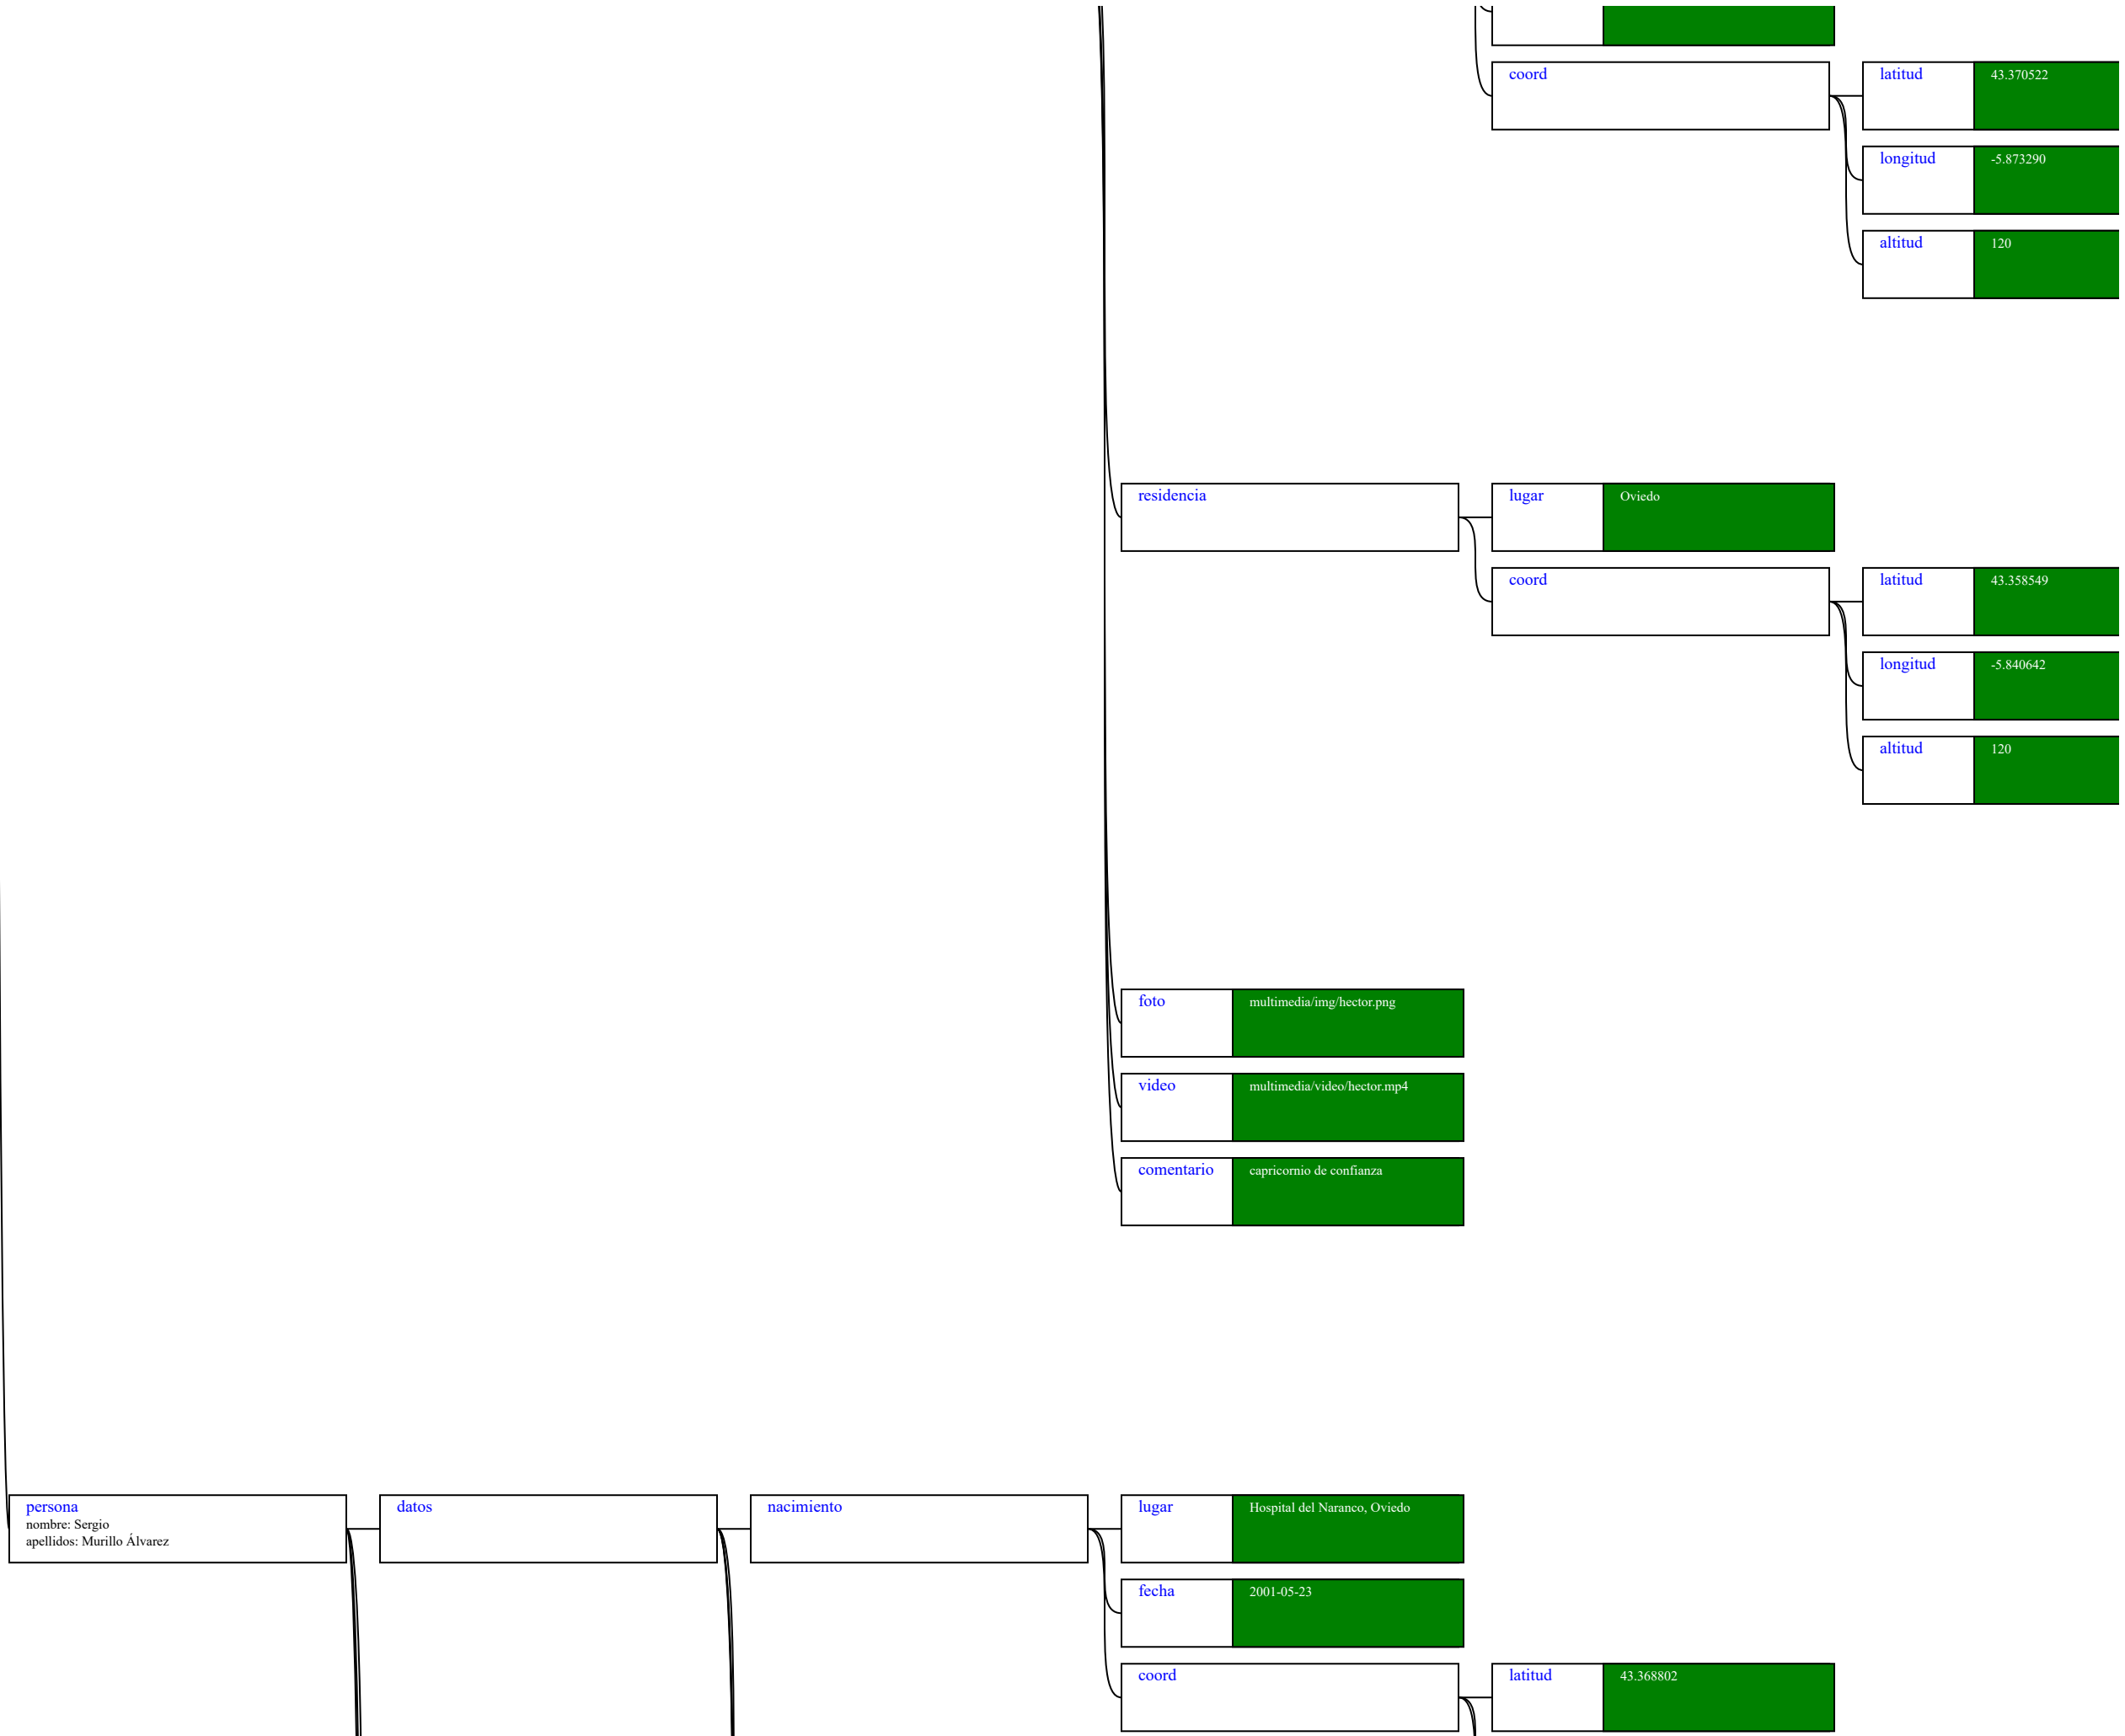 coord
latitud 43.370522
longitud -5.873290
altitud 120
residencia
lugar Oviedo
coord
latitud 43.358549
longitud -5.840642
altitud 120
foto multimedia/img/hector.png
video multimedia/video/hector.mp4
comentario capricornio de confianza
persona
nombre: Sergio
apellidos: Murillo Álvarez
datos
nacimiento
lugar Hospital del Naranco, Oviedo
fecha 2001-05-23
coord
latitud 43.368802